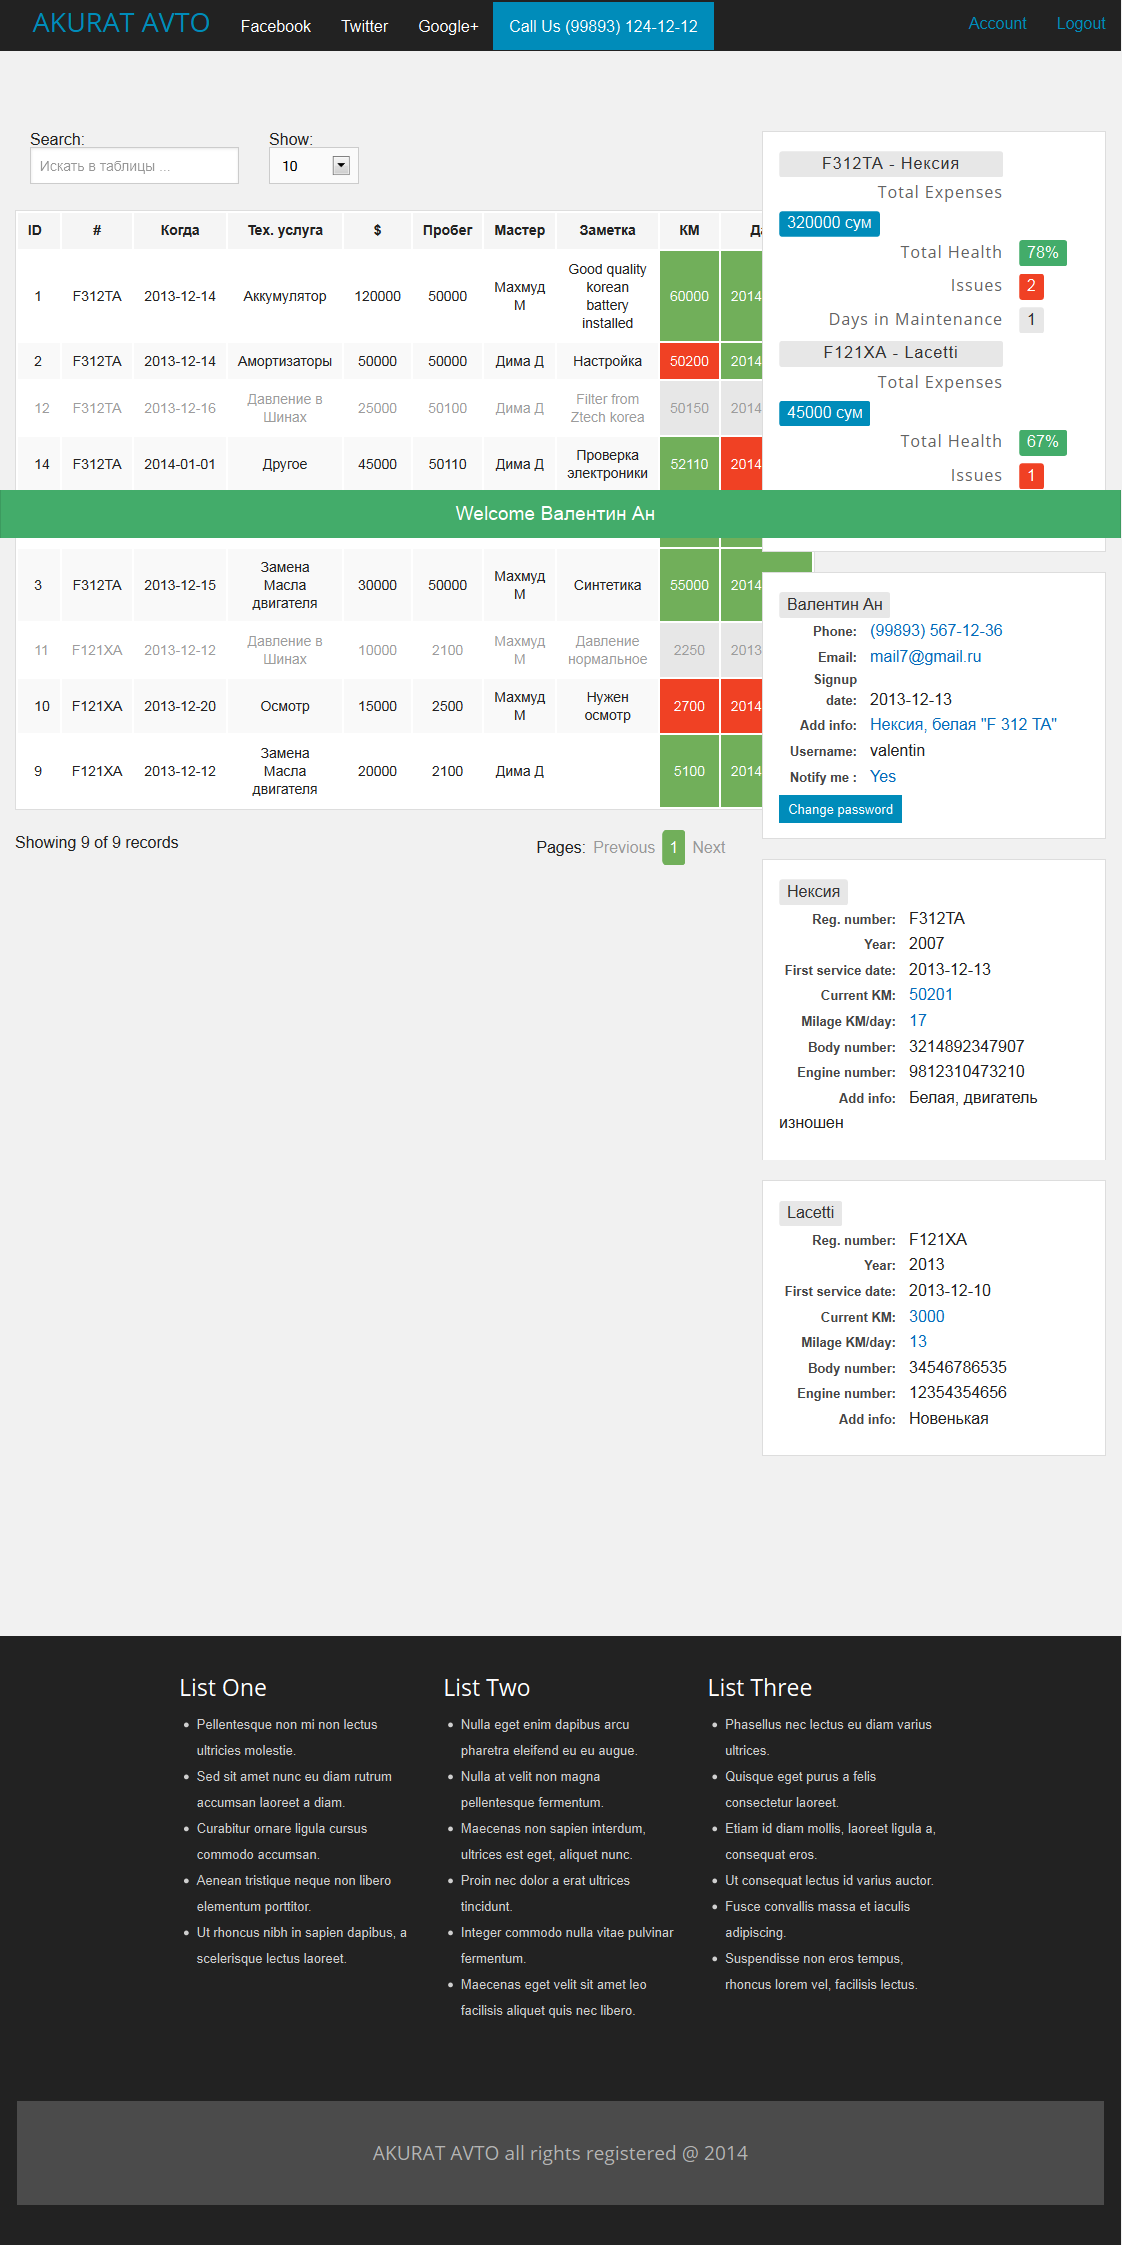 AKURAT AVTO Facebook Twitter Google+ Call Us (99893) 124-12-12 Account Logout
Search:
Искать в таблицы ...
Show:
10
ID # Когда Тех. услуга $ Пробег Мастер Заметка КМ
1 F312TA 2013-12-14 Аккумулятор 120000 50000 Махмуд М Good quality korean battery installed 60000 2014
2 F312TA 2013-12-14 Амортизаторы 50000 50000 Дима Д Настройка 50200 2014
12 F312TA 2013-12-16 Давление в Шинах 25000 50100 Дима Д Filter from Ztech korea 50150 2014
14 F312TA 2014-01-01 Другое 45000 50110 Дима Д Проверка электроники 52110 2014
Welcome Валентин Ан
3 F312TA 2013-12-15 Замена Масла двигателя 30000 50000 Махмуд М Синтетика 55000 2014
11 F121XA 2013-12-12 Давление в Шинах 10000 2100 Махмуд М Давление нормальное 2250 2013
10 F121XA 2013-12-20 Осмотр 15000 2500 Махмуд М Нужен осмотр 2700 2014
9 F121XA 2013-12-12 Замена Масла двигателя 20000 2100 Дима Д 5100 2014
Showing 9 of 9 records
Pages: Previous 1 Next
F312TA - Нексия
Total Expenses
320000 сум
Total Health 78%
Issues 2
Days in Maintenance 1
F121XA - Lacetti
Total Expenses
45000 сум
Total Health 67%
Issues 1
Валентин Ан
Phone: (99893) 567-12-36
Email: mail7@gmail.ru
Signup
date: 2013-12-13
Add info: Нексия, белая "F 312 TA"
Username: valentin
Notify me : Yes
Change password
Нексия
Reg. number: F312TA
Year: 2007
First service date: 2013-12-13
Current KM: 50201
Milage KM/day: 17
Body number: 3214892347907
Engine number: 9812310473210
Add info: Белая, двигатель
изношен
Lacetti
Reg. number: F121XA
Year: 2013
First service date: 2013-12-10
Current KM: 3000
Milage KM/day: 13
Body number: 34546786535
Engine number: 12354354656
Add info: Новенькая
List One
Pellentesque non mi non lectus
ultricies molestie.
Sed sit amet nunc eu diam rutrum
accumsan laoreet a diam.
Curabitur ornare ligula cursus
commodo accumsan.
Aenean tristique neque non libero
elementum porttitor.
Ut rhoncus nibh in sapien dapibus, a
scelerisque lectus laoreet.
List Two
Nulla eget enim dapibus arcu
pharetra eleifend eu eu augue.
Nulla at velit non magna
pellentesque fermentum.
Maecenas non sapien interdum,
ultrices est eget, aliquet nunc.
Proin nec dolor a erat ultrices
tincidunt.
Integer commodo nulla vitae pulvinar
fermentum.
Maecenas eget velit sit amet leo
facilisis aliquet quis nec libero.
List Three
Phasellus nec lectus eu diam varius
ultrices.
Quisque eget purus a felis
consectetur laoreet.
Etiam id diam mollis, laoreet ligula a,
consequat eros.
Ut consequat lectus id varius auctor.
Fusce convallis massa et iaculis
adipiscing.
Suspendisse non eros tempus,
rhoncus lorem vel, facilisis lectus.
AKURAT AVTO all rights registered @ 2014